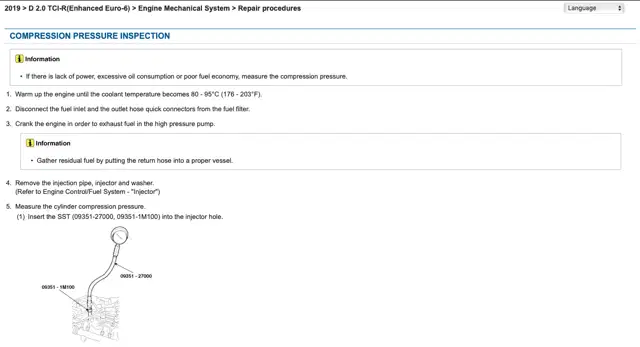 2019 > D 2.0 TCI-R(Enhanced Euro-6) > Engine Mechanical System > Repair procedures
Language
COMPRESSION PRESSURE INSPECTION
i Information
• If there is lack of power, excessive oil consumption or poor fuel economy, measure the compression pressure.
1. Warm up the engine until the coolant temperature becomes 80 - 95°C (176 - 203°F).
2. Disconnect the fuel inlet and the outlet hose quick connectors from the fuel filter.
3. Crank the engine in order to exhaust fuel in the high pressure pump.
i Information
• Gather residual fuel by putting the return hose into a proper vessel.
4. Remove the injection pipe, injector and washer.
(Refer to Engine Control/Fuel System - "Injector")
5. Measure the cylinder compression pressure.
(1) Insert the SST (09351-27000, 09351-1M100) into the injector hole.
09351 - 27000
09351 - 1M100